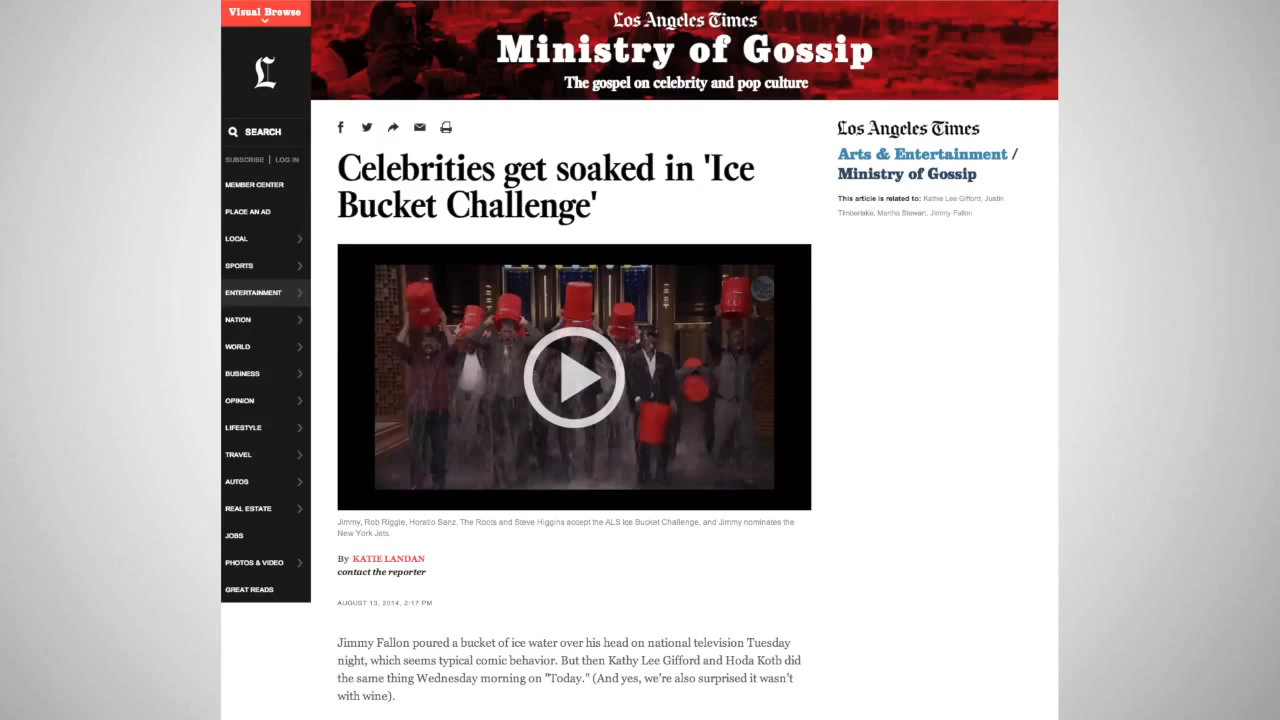 Visual Browse
L
SEARCH
SUBSCRIBE | LOG IN
MEMBER CENTER
PLACE AN AD
LOCAL
SPORTS
ENTERTAINMENT
NATION
WORLD
BUSINESS
OPINION
LIFESTYLE
TRAVEL
AUTOS
REAL ESTATE
JOBS
PHOTOS & VIDEO
GREAT READS
Los Angeles Times
Ministry of Gossip
The gospel on celebrity and pop culture
Celebrities get soaked in 'Ice
Bucket Challenge'
Jimmy, Rob Riggle, Horatio Sanz, The Roots and Steve Higgins accept the ALS Ice Bucket Challenge, and Jimmy nominates the
New York Jets.
By KATIE LANDAN
contact the reporter
AUGUST 13, 2014, 2:17 PM
Jimmy Fallon poured a bucket of ice water over his head on national television Tuesday
night, which seems typical comic behavior. But then Kathy Lee Gifford and Hoda Kotb did
the same thing Wednesday morning on "Today." (And yes, we're also surprised it wasn't
with wine).
Los Angeles Times
Arts & Entertainment /
Ministry of Gossip
This article is related to: Kathie Lee Gifford, Justin
Timberlake, Martha Stewart, Jimmy Fallon